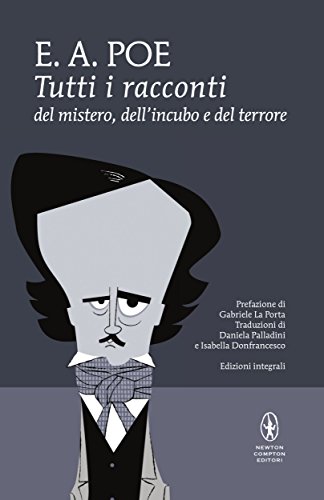 E. A. POE
Tutti i racconti
del mistero, dell'incubo e del terrore
Prefazione di
Gabriele La Porta
Traduzioni di
Daniela Palladini
e Isabella Donfrancesco
Edizioni integrali
NEWTON
COMPTON
EDITORI